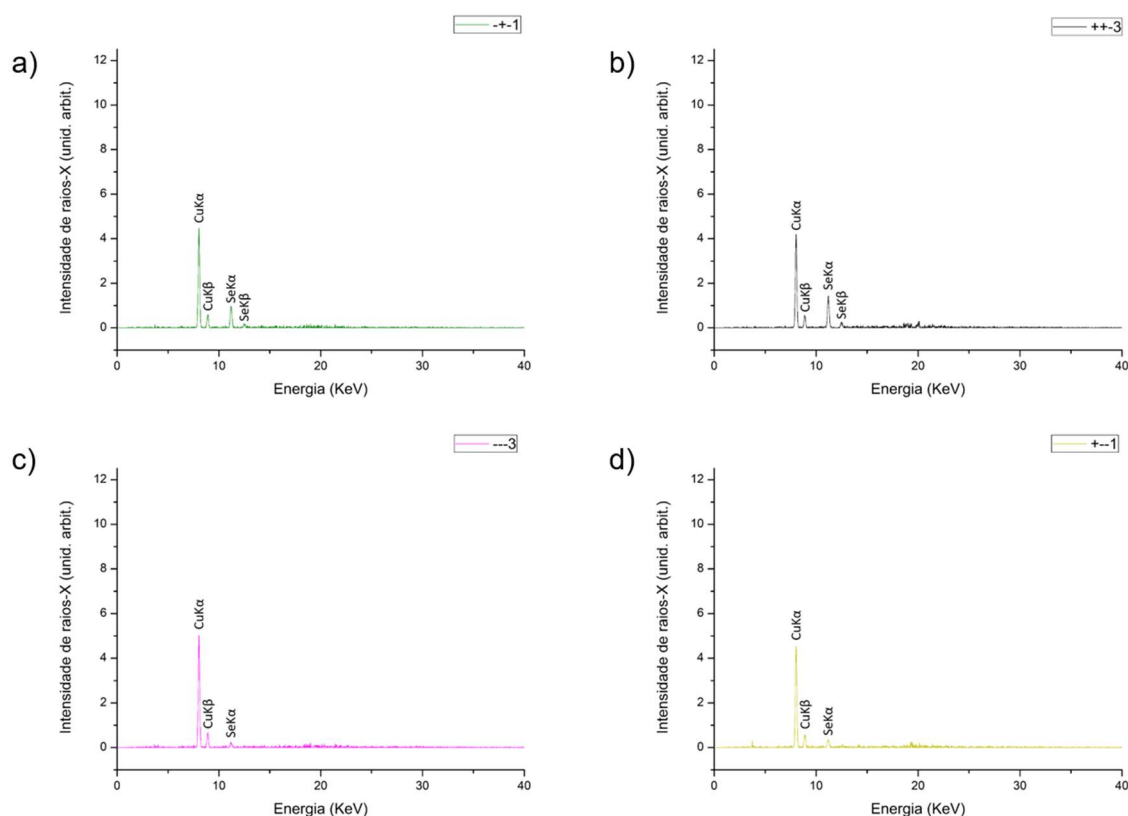 a)
-+-1
Intensidade de raios-X (unid. arbit.)
12
10
8
6
4
2
0
CuKα
CuKβ
SeKα
SeKβ
0 10 20 30 40
Energia (KeV)
b)
++-3
Intensidade de raios-X (unid. arbit.)
12
10
8
6
4
2
0
CuKα
CuKβ
SeKα
SeKβ
0 10 20 30 40
Energia (KeV)
c)
---3
Intensidade de raios-X (unid. arbit.)
12
10
8
6
4
2
0
CuKα
CuKβ
SeKα
0 10 20 30 40
Energia (KeV)
d)
+--1
Intensidade de raios-X (unid. arbit.)
12
10
8
6
4
2
0
CuKα
CuKβ
SeKα
0 10 20 30 40
Energia (KeV)